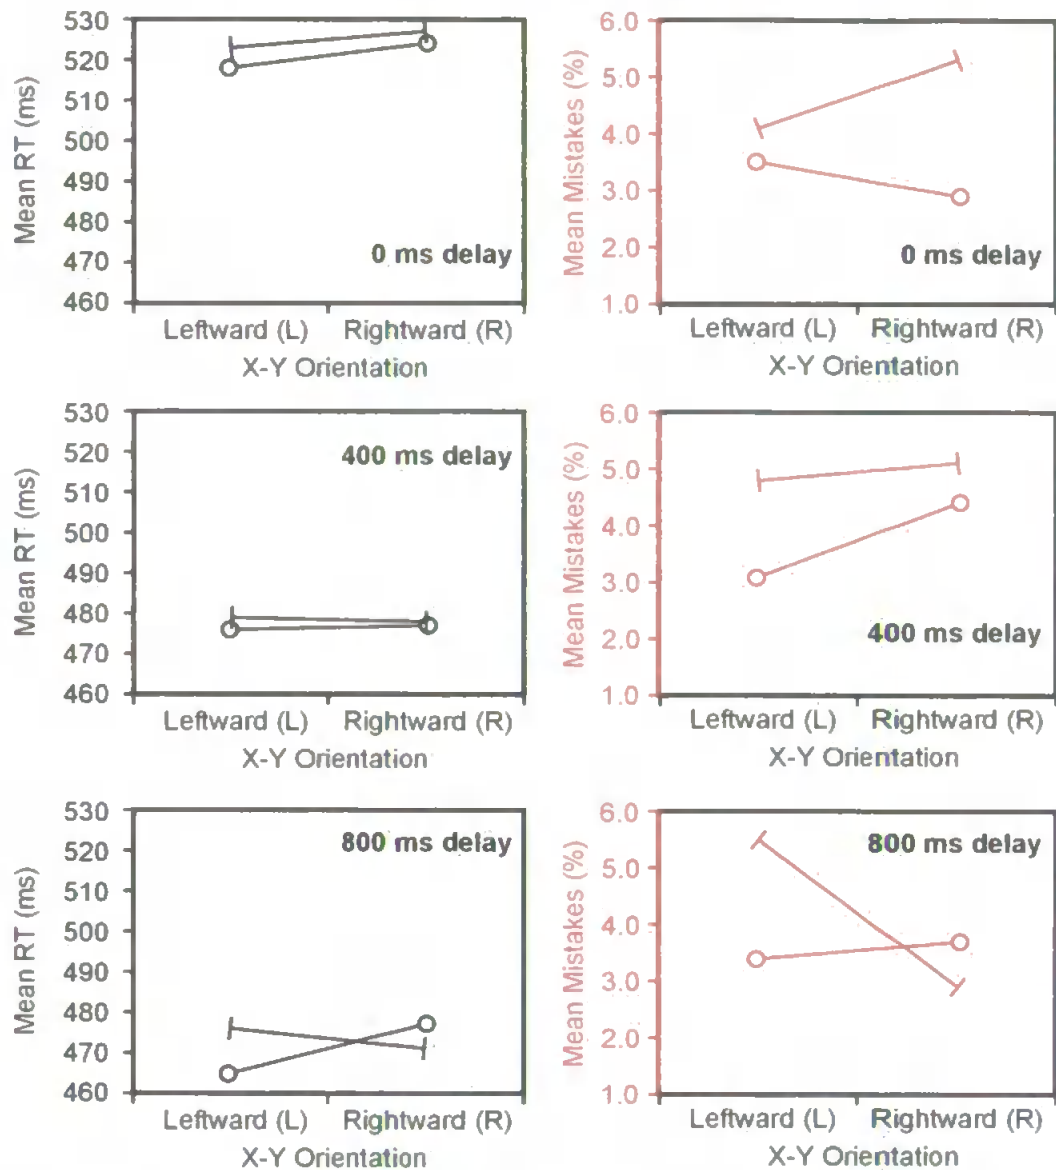 530
520
510
500
490
480
470
460
Mean RT (ms)
0 ms delay
Leftward (L) Rightward (R)
X-Y Orientation
6.0
5.0
4.0
3.0
2.0
1.0
Mean Mistakes (%)
0 ms delay
Leftward (L) Rightward (R)
X-Y Orientation
530
520
510
500
490
480
470
460
Mean RT (ms)
400 ms delay
Leftward (L) Rightward (R)
X-Y Orientation
6.0
5.0
4.0
3.0
2.0
1.0
Mean Mistakes (%)
400 ms delay
Leftward (L) Rightward (R)
X-Y Orientation
530
520
510
500
490
480
470
460
Mean RT (ms)
800 ms delay
Leftward (L) Rightward (R)
X-Y Orientation
6.0
5.0
4.0
3.0
2.0
1.0
Mean Mistakes (%)
800 ms delay
Leftward (L) Rightward (R)
X-Y Orientation